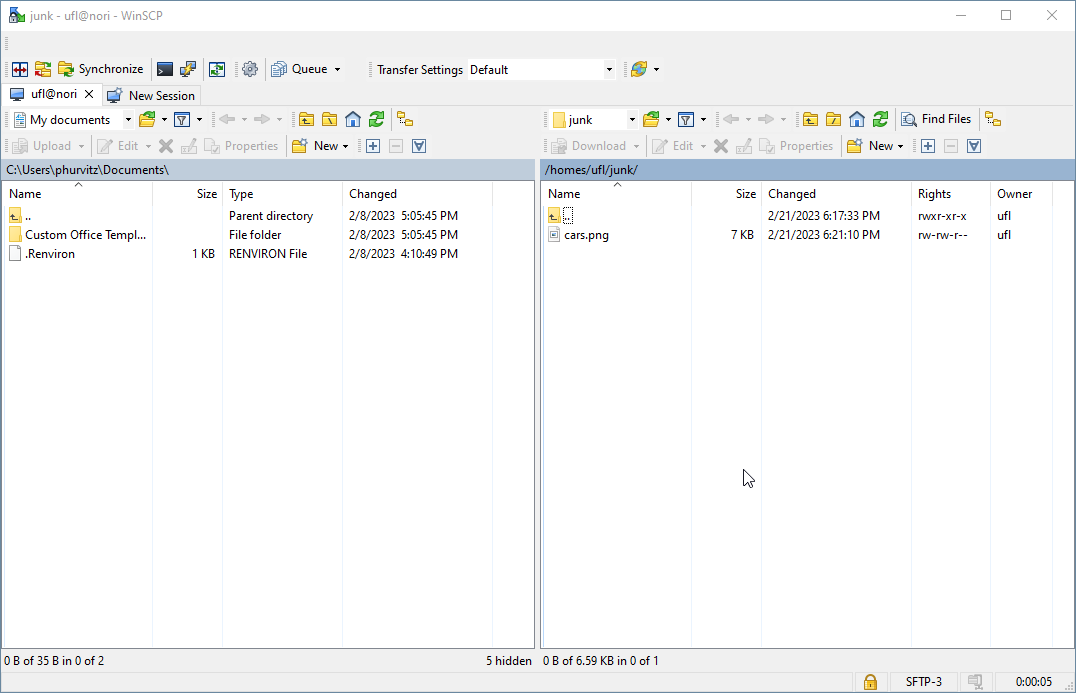 junk - ufl@nori - WinSCP
Synchronize Queue Transfer Settings Default
ufl@nori New Session
My documents junk Find Files
Upload Edit Properties New Download Edit Properties New
C:\Users\phurvitz\Documents\ /homes/ufl/junk/
Name Size Type Changed Name Size Changed Rights Owner
.. Parent directory 2/8/2023 5:05:45 PM .. 2/21/2023 6:17:33 PM rwxr-xr-x ufl
Custom Office Templ... File folder 2/8/2023 5:05:45 PM cars.png 7 KB 2/21/2023 6:21:10 PM rw-rw-r-- ufl
.Renviron 1 KB RENVIRON File 2/8/2023 4:10:49 PM
0 B of 35 B in 0 of 2 5 hidden 0 B of 6.59 KB in 0 of 1
SFTP-3 0:00:05